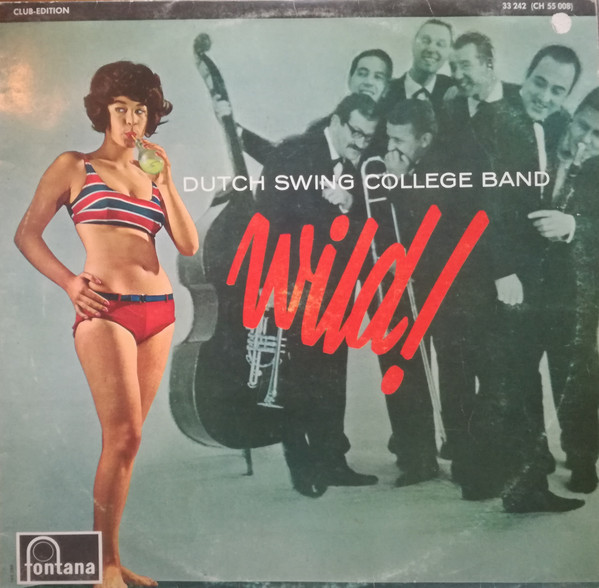 CLUB-EDITION
33 242 (CH 55 008)
DUTCH SWING COLLEGE BAND
Wild!
fontana